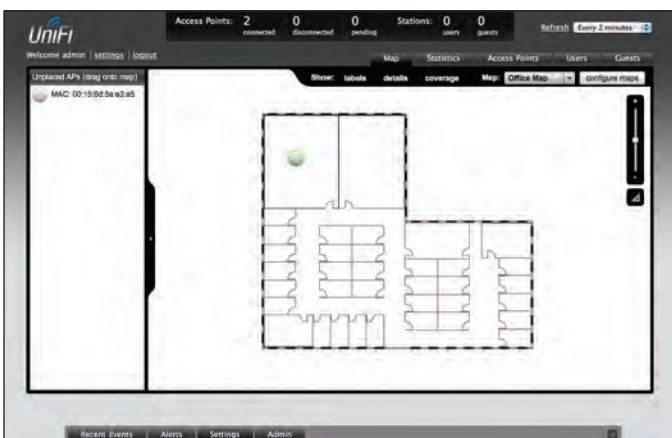 UniFi
Access Points: 2 connected 0 disconnected 0 pending Stations: 0 users 0 guests
Refresh Every 2 minutes
Welcome admin | settings | logout
Map Statistics Access Points Users Guests
Unplaced APs (drag onto map)
Show: labels details coverage Map: Office Map configure maps
MAC: 00:15:6d:5a:e3:a5
Recent Events Alerts Settings Admin